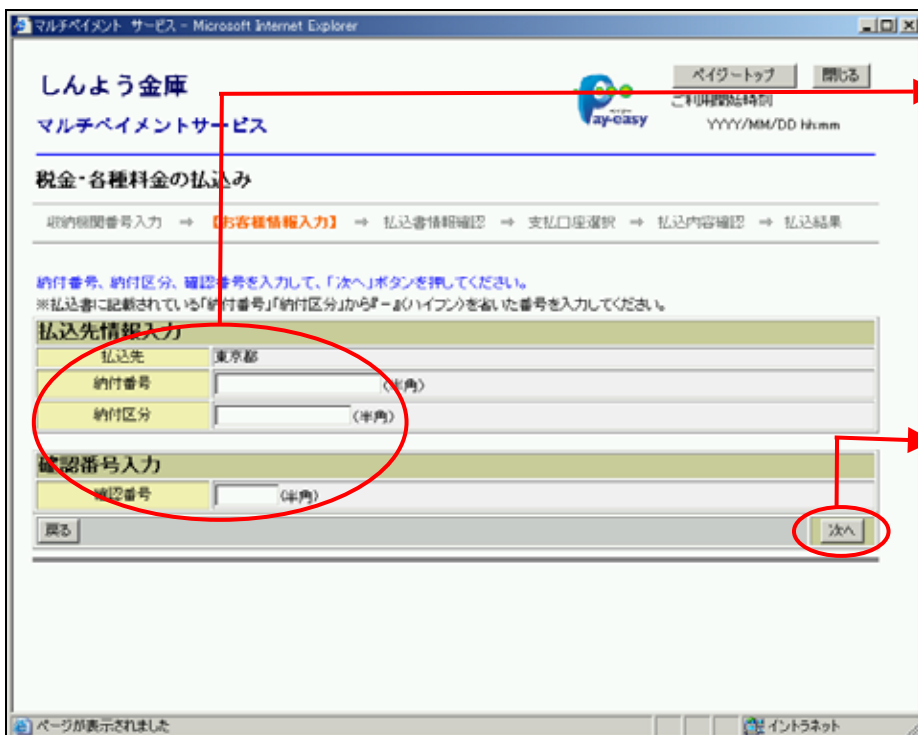 マルチペイメント サービス - Microsoft Internet Explorer
しんよう金庫
Pay-easy
ペイジートップ
閉じる
ご利用開始時刻
マルチペイメントサービス
YYYY/MM/DD hh:mm
税金・各種料金の払込み
収納機関番号入力 ⇒ 【お客様情報入力】 ⇒ 払込書情報確認 ⇒ 支払口座選択 ⇒ 払込内容確認 ⇒ 払込結果
納付番号、納付区分、確認番号を入力して、「次へ」ボタンを押してください。
※払込書に記載されている「納付番号」「納付区分」から『－』(ハイフン)を省いた番号を入力してください。
払込先情報入力
払込先 東京都
納付番号 (半角)
納付区分 (半角)
確認番号入力
確認番号 (半角)
戻る
次へ
ページが表示されました
イントラネット